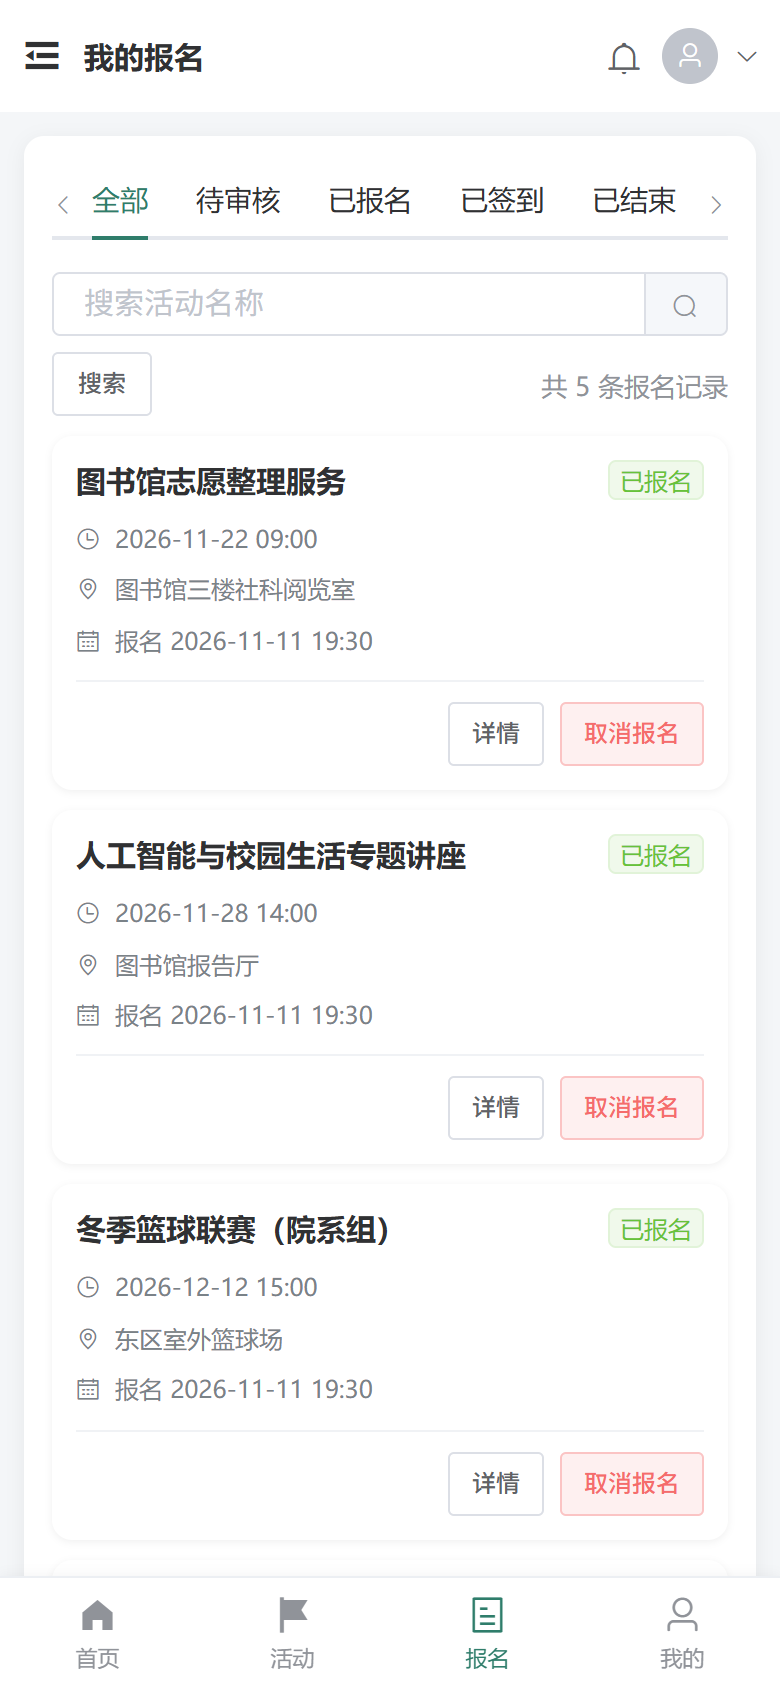 我的报名
全部 待审核 已报名 已签到 已结束
搜索活动名称
搜索 共 5 条报名记录
图书馆志愿整理服务 已报名
2026-11-22 09:00
图书馆三楼社科阅览室
报名 2026-11-11 19:30
详情 取消报名
人工智能与校园生活专题讲座 已报名
2026-11-28 14:00
图书馆报告厅
报名 2026-11-11 19:30
详情 取消报名
冬季篮球联赛（院系组） 已报名
2026-12-12 15:00
东区室外篮球场
报名 2026-11-11 19:30
详情 取消报名
首页 活动 报名 我的